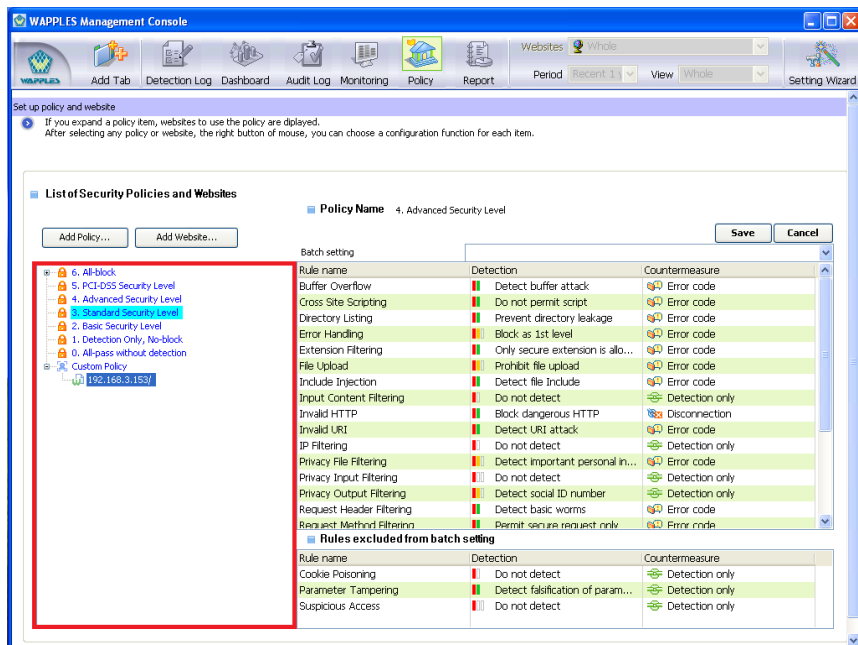 WAPPLES Management Console
WAPPLES
Add Tab
Detection Log
Dashboard
Audit Log
Monitoring
Policy
Report
Websites Whole
Period Recent 1 View Whole
Setting Wizard
Set up policy and website
If you expand a policy item, websites to use the policy are diplayed.
After selecting any policy or website, the right button of mouse, you can choose a configuration function for each item.
List of Security Policies and Websites
Add Policy... Add Website...
6. All-block
5. PCI-DSS Security Level
4. Advanced Security Level
3. Standard Security Level
2. Basic Security Level
1. Detection Only, No-block
0. All-pass without detection
Custom Policy
192.168.3.153/
Policy Name 4. Advanced Security Level
Save Cancel
Batch setting
Rule name Detection Countermeasure
Buffer Overflow Detect buffer attack Error code
Cross Site Scripting Do not permit script Error code
Directory Listing Prevent directory leakage Error code
Error Handling Block as 1st level Error code
Extension Filtering Only secure extension is allo... Error code
File Upload Prohibit file upload Error code
Include Injection Detect file Include Error code
Input Content Filtering Do not detect Detection only
Invalid HTTP Block dangerous HTTP Disconnection
Invalid URI Detect URI attack Error code
IP Filtering Do not detect Detection only
Privacy File Filtering Detect important personal in... Error code
Privacy Input Filtering Do not detect Detection only
Privacy Output Filtering Detect social ID number Detection only
Request Header Filtering Detect basic worms Error code
Request Method Filtering Permit secure request only Error code
Rules excluded from batch setting
Rule name Detection Countermeasure
Cookie Poisoning Do not detect Detection only
Parameter Tampering Detect falsification of param... Detection only
Suspicious Access Do not detect Detection only